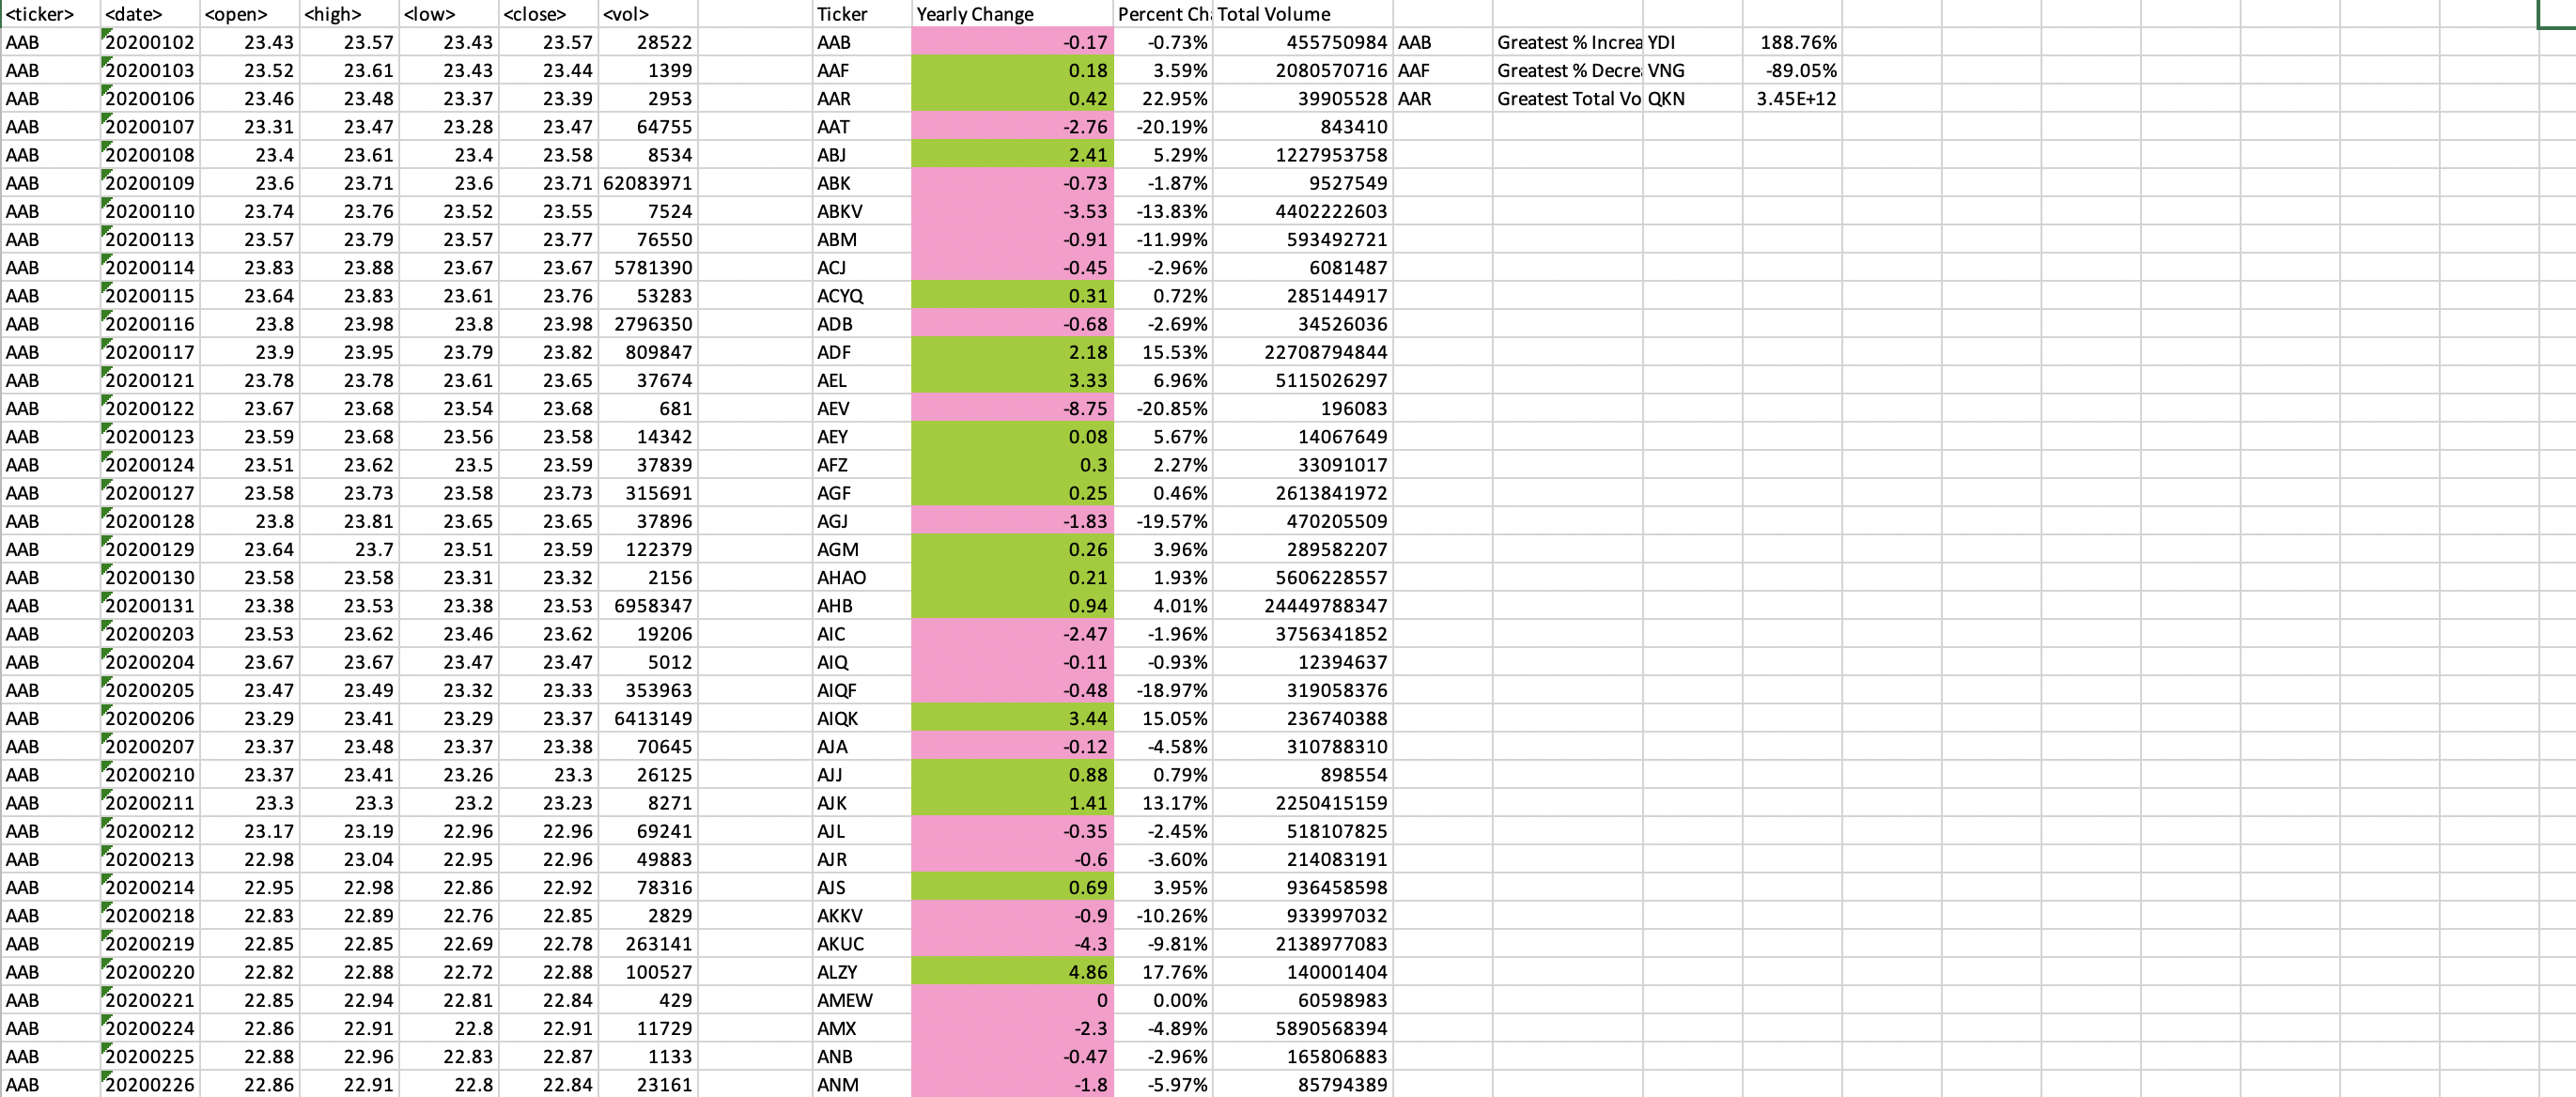 <ticker> <date> <open> <high> <low> <close> <vol> Ticker Yearly Change Percent Cha Total Volume
AAB 20200102 23.43 23.57 23.43 23.57 28522 AAB -0.17 -0.73% 455750984 AAB Greatest % Increa YDI 188.76%
AAB 20200103 23.52 23.61 23.43 23.44 1399 AAF 0.18 3.59% 2080570716 AAF Greatest % Decre VNG -89.05%
AAB 20200106 23.46 23.48 23.37 23.39 2953 AAR 0.42 22.95% 39905528 AAR Greatest Total Vo QKN 3.45E+12
AAB 20200107 23.31 23.47 23.28 23.47 64755 AAT -2.76 -20.19% 843410
AAB 20200108 23.4 23.61 23.4 23.58 8534 ABJ 2.41 5.29% 1227953758
AAB 20200109 23.6 23.71 23.6 23.71 62083971 ABK -0.73 -1.87% 9527549
AAB 20200110 23.74 23.76 23.52 23.55 7524 ABKV -3.53 -13.83% 4402222603
AAB 20200113 23.57 23.79 23.57 23.77 76550 ABM -0.91 -11.99% 593492721
AAB 20200114 23.83 23.88 23.67 23.67 5781390 ACJ -0.45 -2.96% 6081487
AAB 20200115 23.64 23.83 23.61 23.76 53283 ACYQ 0.31 0.72% 285144917
AAB 20200116 23.8 23.98 23.8 23.98 2796350 ADB -0.68 -2.69% 34526036
AAB 20200117 23.9 23.95 23.79 23.82 809847 ADF 2.18 15.53% 22708794844
AAB 20200121 23.78 23.78 23.61 23.65 37674 AEL 3.33 6.96% 5115026297
AAB 20200122 23.67 23.68 23.54 23.68 681 AEV -8.75 -20.85% 196083
AAB 20200123 23.59 23.68 23.56 23.58 14342 AEY 0.08 5.67% 14067649
AAB 20200124 23.51 23.62 23.5 23.59 37839 AFZ 0.3 2.27% 33091017
AAB 20200127 23.58 23.73 23.58 23.73 315691 AGF 0.25 0.46% 2613841972
AAB 20200128 23.8 23.81 23.65 23.65 37896 AGJ -1.83 -19.57% 470205509
AAB 20200129 23.64 23.7 23.51 23.59 122379 AGM 0.26 3.96% 289582207
AAB 20200130 23.58 23.58 23.31 23.32 2156 AHAO 0.21 1.93% 5606228557
AAB 20200131 23.38 23.53 23.38 23.53 6958347 AHB 0.94 4.01% 24449788347
AAB 20200203 23.53 23.62 23.46 23.62 19206 AIC -2.47 -1.96% 3756341852
AAB 20200204 23.67 23.67 23.47 23.47 5012 AIQ -0.11 -0.93% 12394637
AAB 20200205 23.47 23.49 23.32 23.33 353963 AIQF -0.48 -18.97% 319058376
AAB 20200206 23.29 23.41 23.29 23.37 6413149 AIQK 3.44 15.05% 236740388
AAB 20200207 23.37 23.48 23.37 23.38 70645 AJA -0.12 -4.58% 310788310
AAB 20200210 23.37 23.41 23.26 23.3 26125 AJJ 0.88 0.79% 898554
AAB 20200211 23.3 23.3 23.2 23.23 8271 AJK 1.41 13.17% 2250415159
AAB 20200212 23.17 23.19 22.96 22.96 69241 AJL -0.35 -2.45% 518107825
AAB 20200213 22.98 23.04 22.95 22.96 49883 AJR -0.6 -3.60% 214083191
AAB 20200214 22.95 22.98 22.86 22.92 78316 AJS 0.69 3.95% 936458598
AAB 20200218 22.83 22.89 22.76 22.85 2829 AKKV -0.9 -10.26% 933997032
AAB 20200219 22.85 22.85 22.69 22.78 263141 AKUC -4.3 -9.81% 2138977083
AAB 20200220 22.82 22.88 22.72 22.88 100527 ALZY 4.86 17.76% 140001404
AAB 20200221 22.85 22.94 22.81 22.84 429 AMEW 0 0.00% 60598983
AAB 20200224 22.86 22.91 22.8 22.91 11729 AMX -2.3 -4.89% 5890568394
AAB 20200225 22.88 22.96 22.83 22.87 1133 ANB -0.47 -2.96% 165806883
AAB 20200226 22.86 22.91 22.8 22.84 23161 ANM -1.8 -5.97% 85794389